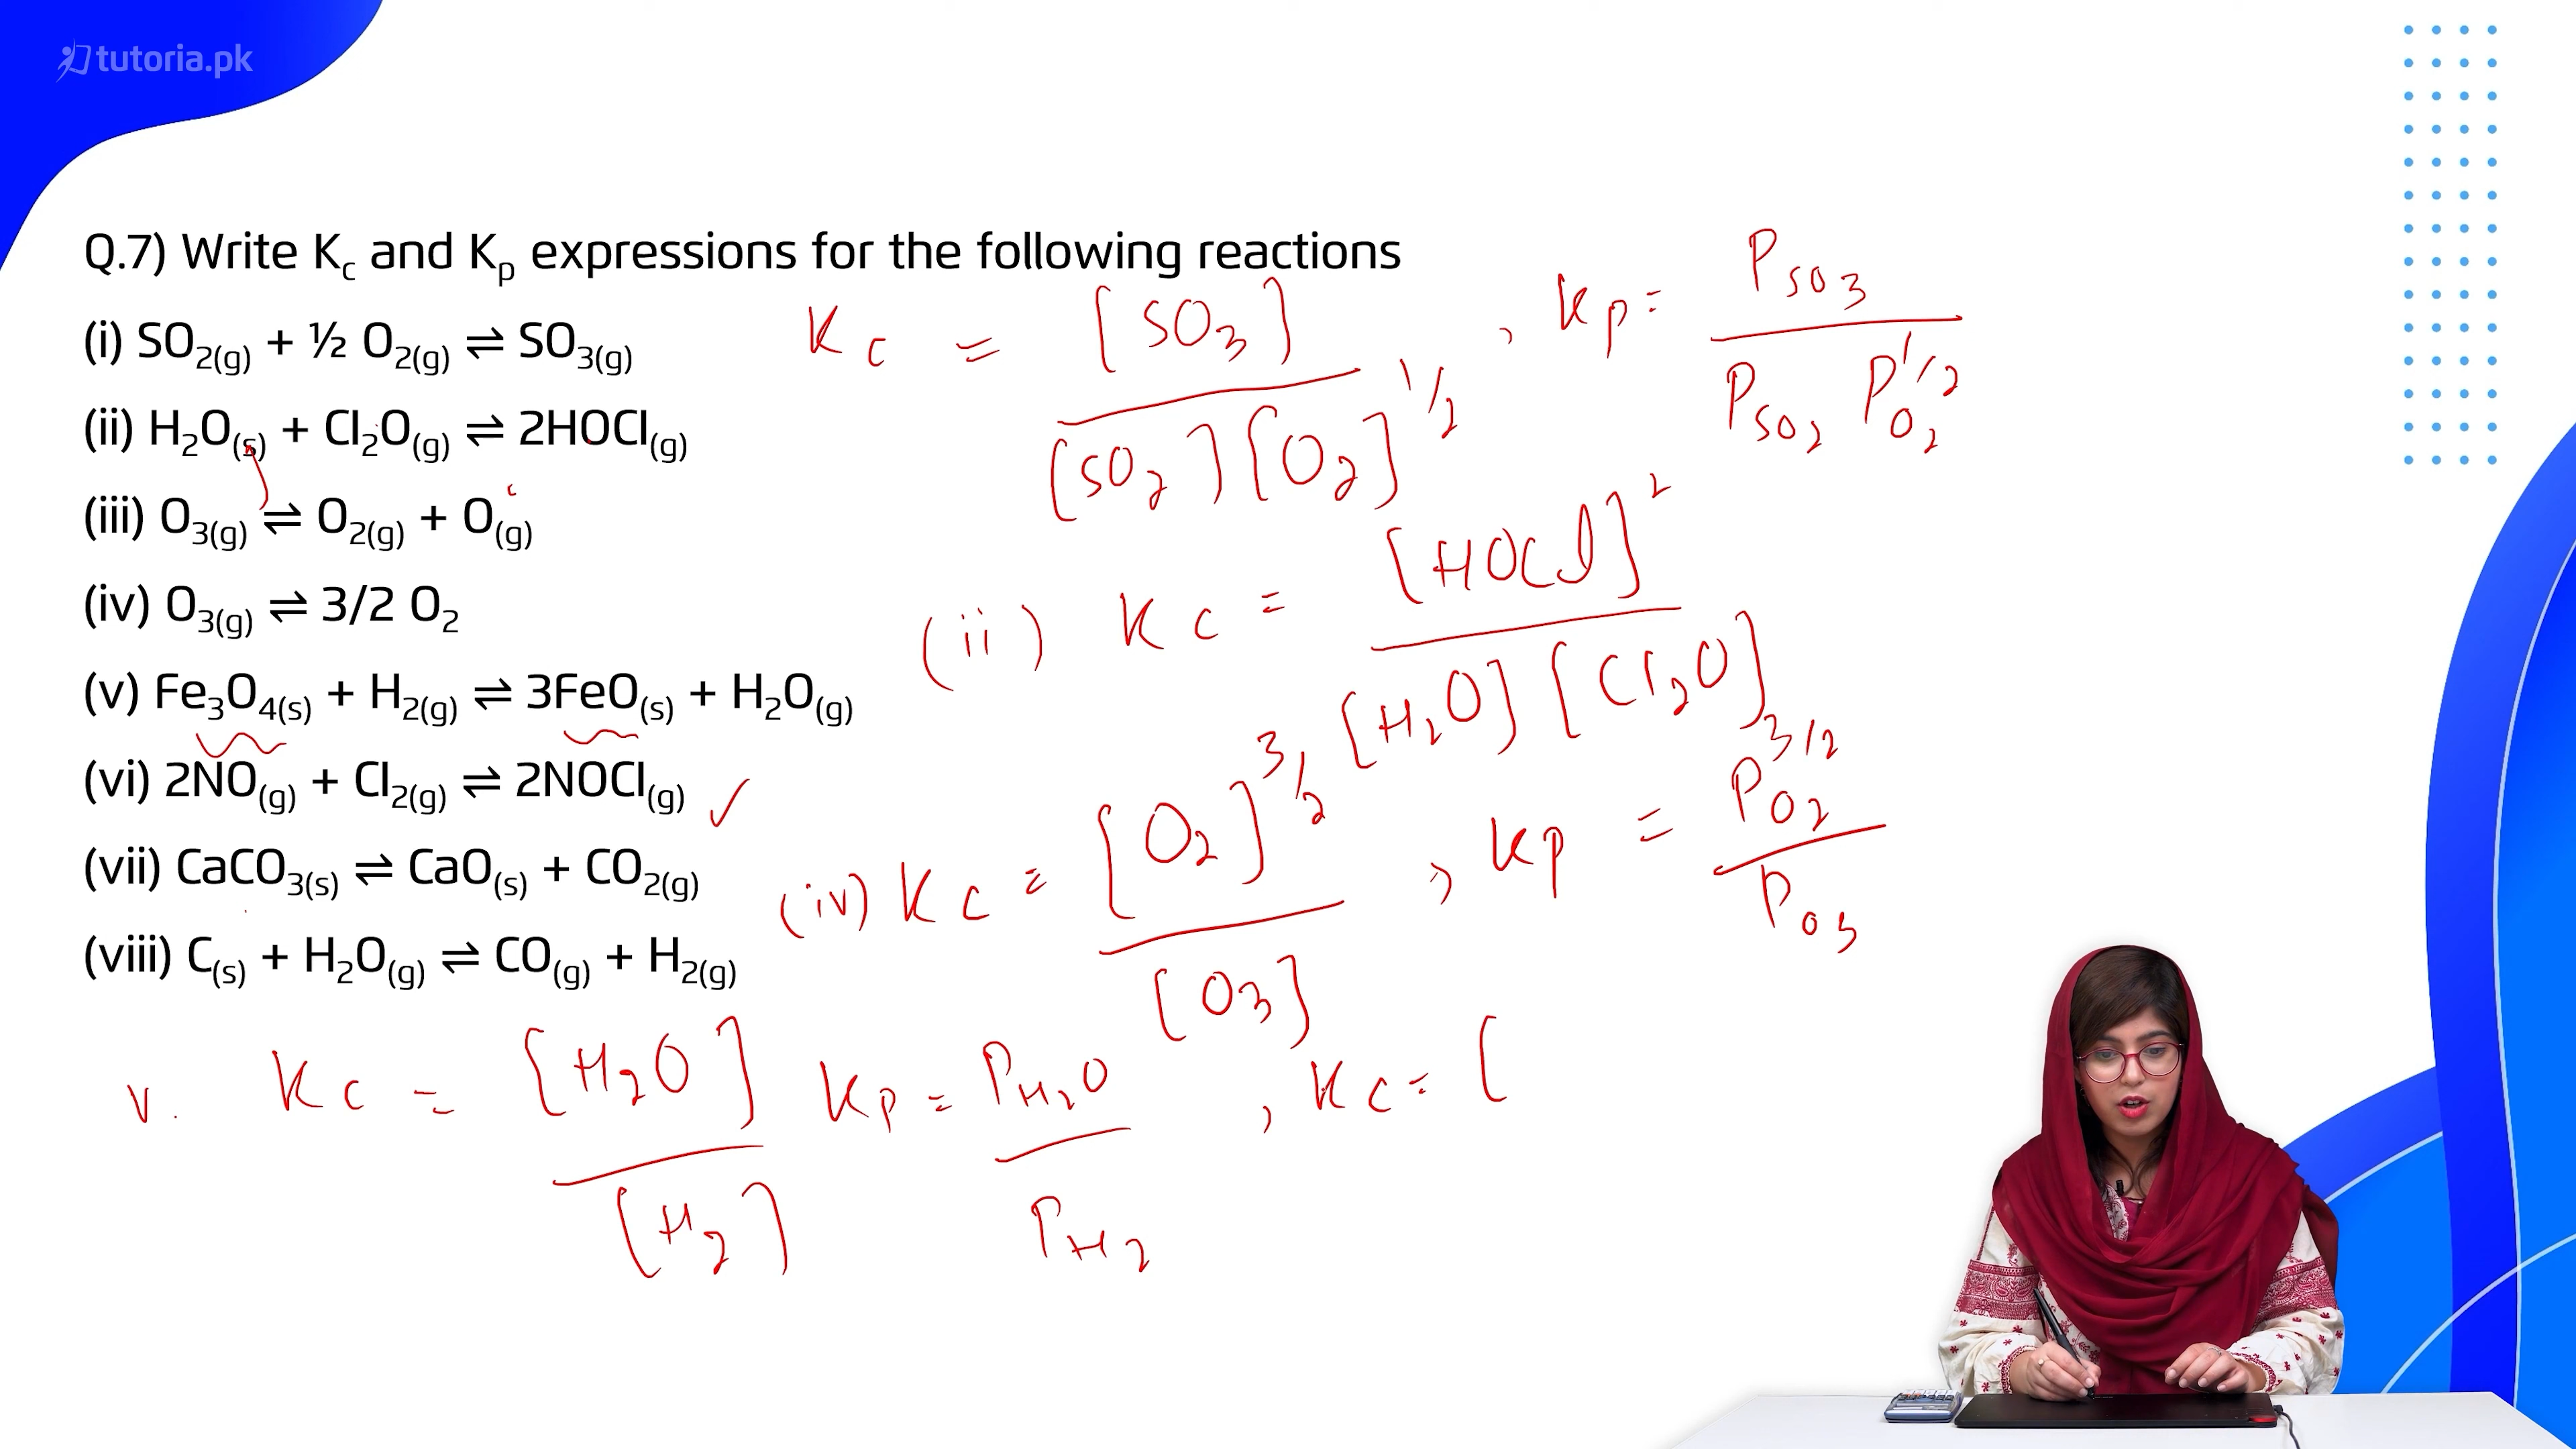 tutoria.pk
Q.7) Write Kc and Kp expressions for the following reactions
(i) SO2(g) + ½ O2(g) ⇌ SO3(g)
(ii) H2O(s) + Cl2O(g) ⇌ 2HOCl(g)
(iii) O3(g) ⇌ O2(g) + O(g)
(iv) O3(g) ⇌ 3/2 O2
(v) Fe3O4(s) + H2(g) ⇌ 3FeO(s) + H2O(g)
(vi) 2NO(g) + Cl2(g) ⇌ 2NOCl(g) ✓
(vii) CaCO3(s) ⇌ CaO(s) + CO2(g)
(viii) C(s) + H2O(g) ⇌ CO(g) + H2(g)
Kc = [SO3] / [SO2][O2]^1/2 , Kp = PSO3 / PSO2 PO2^1/2
(ii) Kc = [HOCl]^2 / [H2O][Cl2O]
(iv) Kc = [O2]^3/2 / [O3] , Kp = PO2^3/2 / PO3
v. Kc = [H2O] / [H2] Kp = PH2O / PH2 , Kc = [